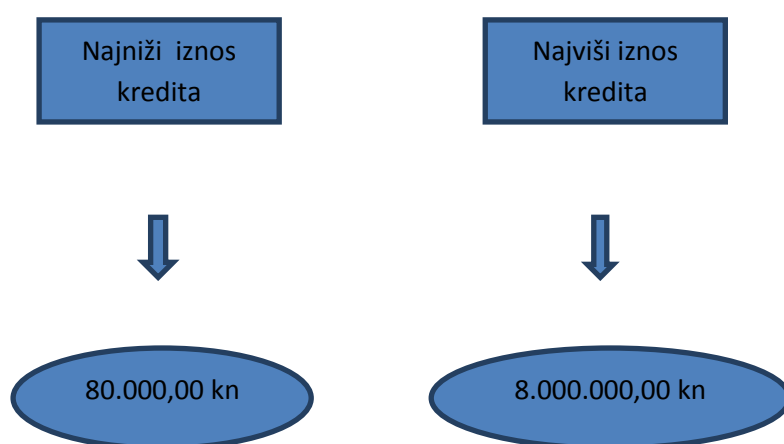 Najniži iznos
kredita
Najviši iznos
kredita
80.000,00 kn
8.000.000,00 kn